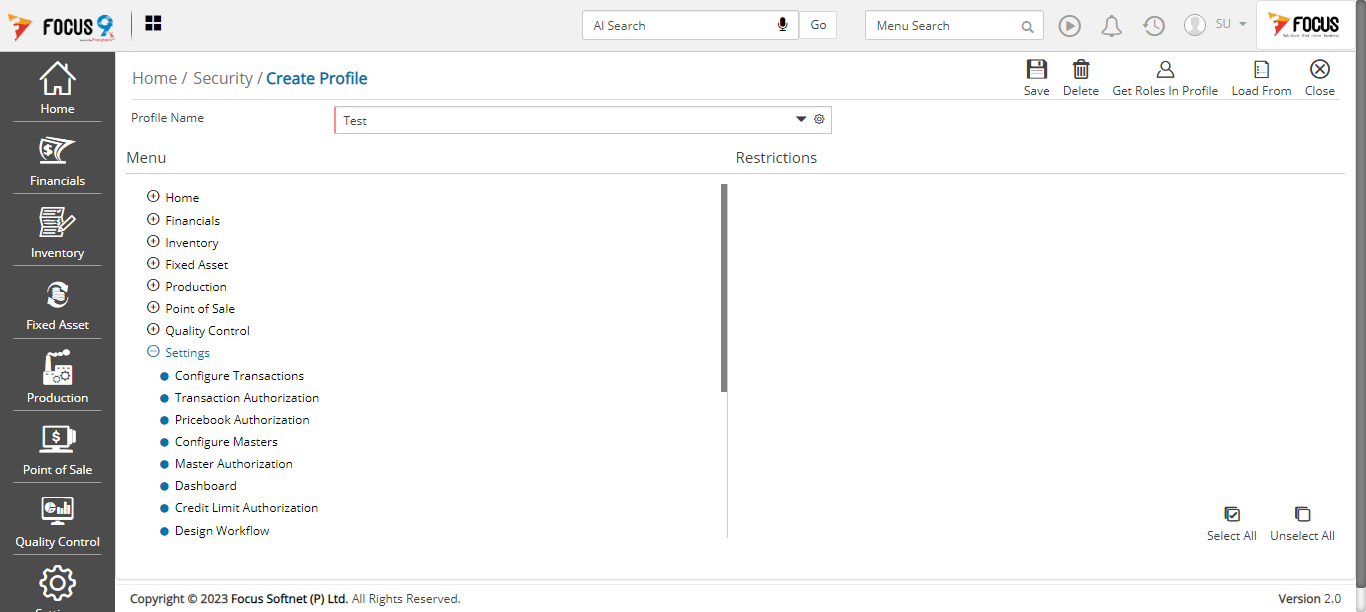 FOCUS 9
AI Search
Go
Menu Search
SU
FOCUS
Home
Financials
Inventory
Fixed Asset
Production
Point of Sale
Quality Control
Home / Security / Create Profile
Save
Delete
Get Roles In Profile
Load From
Close
Profile Name
Test
Menu
Restrictions
Home
Financials
Inventory
Fixed Asset
Production
Point of Sale
Quality Control
Settings
Configure Transactions
Transaction Authorization
Pricebook Authorization
Configure Masters
Master Authorization
Dashboard
Credit Limit Authorization
Design Workflow
Select All
Unselect All
Copyright © 2023 Focus Softnet (P) Ltd. All Rights Reserved.
Version 2.0